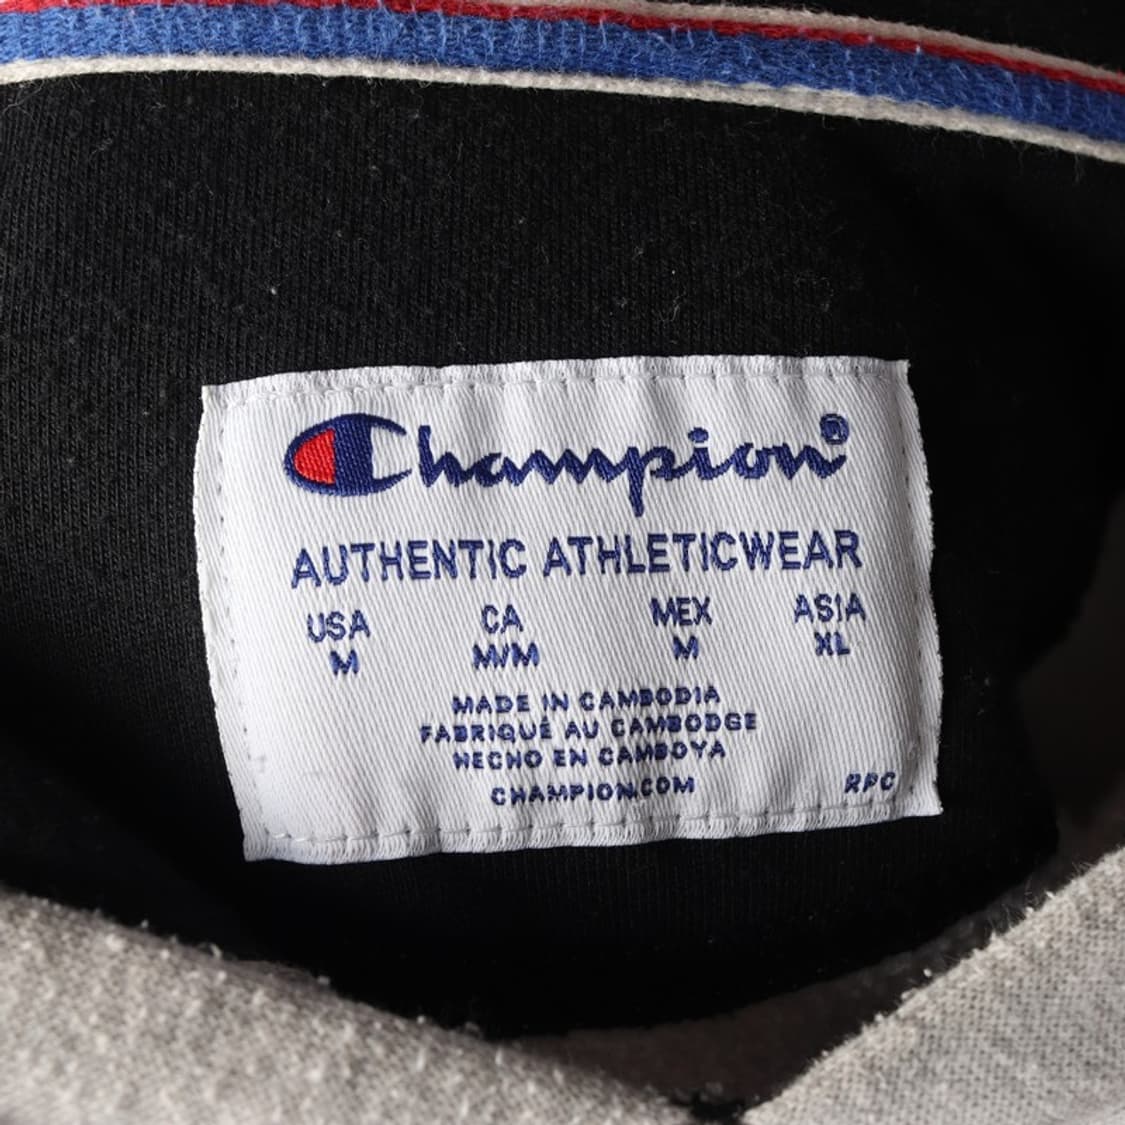 Champion®
AUTHENTIC ATHLETICWEAR
USA CA MEX ASIA
M M/M M XL
MADE IN CAMBODIA
FABRIQUÉ AU CAMBODGE
HECHO EN CAMBOYA
CHAMPION.COM RPC